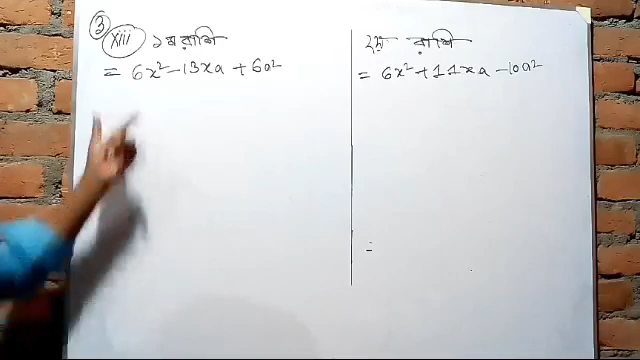 3
xiii ১ম রাশি
= 6x² - 13xa + 6a²
২য় রাশি
= 6x² + 11xa - 10a²
=